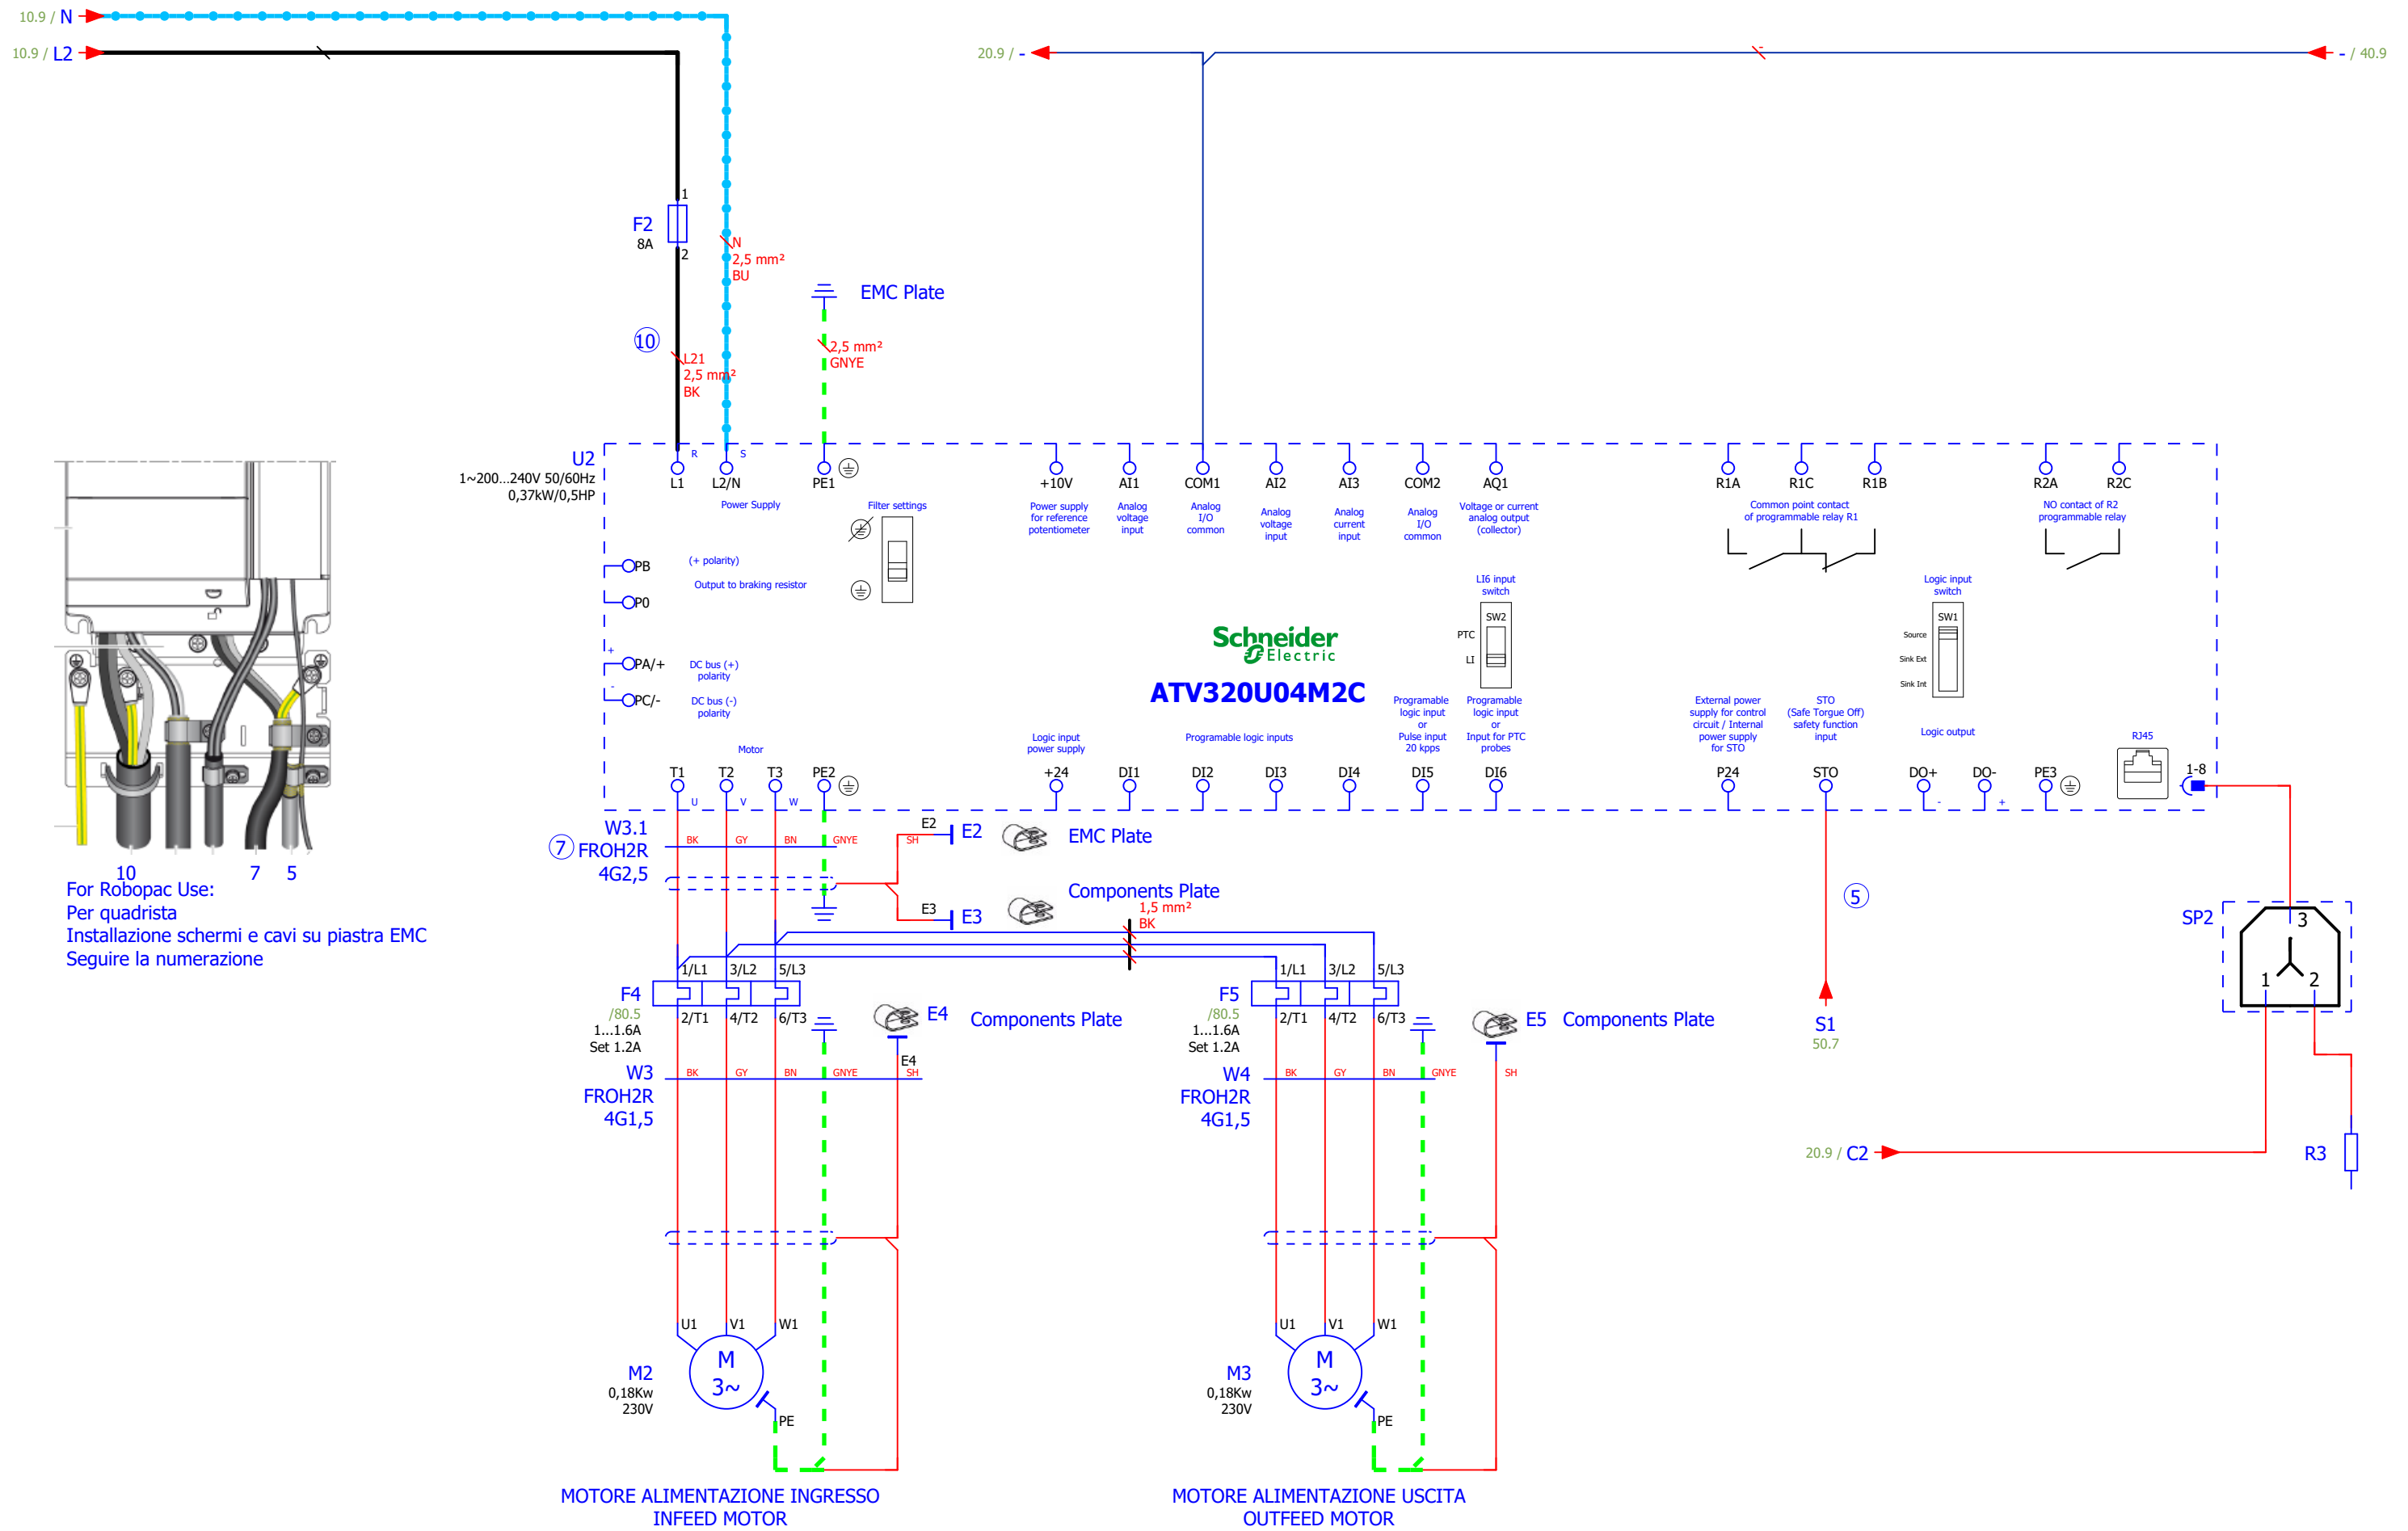 10.9 / N
10.9 / L2
20.9 / -
- / 40.9
-
1
F2
8A
2
N
2,5 mm²
BU
EMC Plate
10
2,5 mm²
GNYE
L21
2,5 mm²
BK
U2
1~200...240V 50/60Hz
0,37kW/0,5HP
R
S
L1
L2/N
PE1
+10V
AI1
COM1
AI2
AI3
COM2
AQ1
R1A
R1C
R1B
R2A
R2C
Power Supply
Filter settings
Power supply
for reference
potentiometer
Analog
voltage
input
Analog
I/O
common
Analog
voltage
input
Analog
current
input
Analog
I/O
common
Voltage or current
analog output
(collector)
Common point contact
of programmable relay R1
NO contact of R2
programmable relay
PB
(+ polarity)
Output to braking resistor
P0
LI6 input
switch
SW2
PTC
LI
Logic input
switch
SW1
Source
Sink Ext
Sink Int
Schneider
Electric
ATV320U04M2C
+
PA/+
DC bus (+)
polarity
-
PC/-
DC bus (-)
polarity
Motor
Logic input
power supply
Programable logic inputs
Programable
logic input
or
Pulse input
20 kpps
Programable
logic input
or
Input for PTC
probes
External power
supply for control
circuit / Internal
power supply
for STO
STO
(Safe Torgue Off)
safety function
input
Logic output
RJ45
T1
T2
T3
PE2
+24
DI1
DI2
DI3
DI4
DI5
DI6
P24
STO
DO+
DO-
PE3
1-8
U
V
W
-
+
10
7
5
For Robopac Use:
Per quadrista
Installazione schermi e cavi su piastra EMC
Seguire la numerazione
7
W3.1
FROH2R
4G2,5
BK
GY
BN
GNYE
SH
E2
E2
EMC Plate
E3
E3
Components Plate
1,5 mm²
BK
5
SP2
3
1
2
1/L1
3/L2
5/L3
F4
/80.5
1...1.6A
Set 1.2A
2/T1
4/T2
6/T3
E4
Components Plate
E4
W3
FROH2R
4G1,5
BK
GY
BN
GNYE
SH
1/L1
3/L2
5/L3
F5
/80.5
1...1.6A
Set 1.2A
2/T1
4/T2
6/T3
E5
Components Plate
W4
FROH2R
4G1,5
BK
GY
BN
GNYE
SH
S1
50.7
20.9 / C2
R3
U1
V1
W1
M
3~
M2
0,18Kw
230V
PE
U1
V1
W1
M
3~
M3
0,18Kw
230V
PE
MOTORE ALIMENTAZIONE INGRESSO
INFEED MOTOR
MOTORE ALIMENTAZIONE USCITA
OUTFEED MOTOR